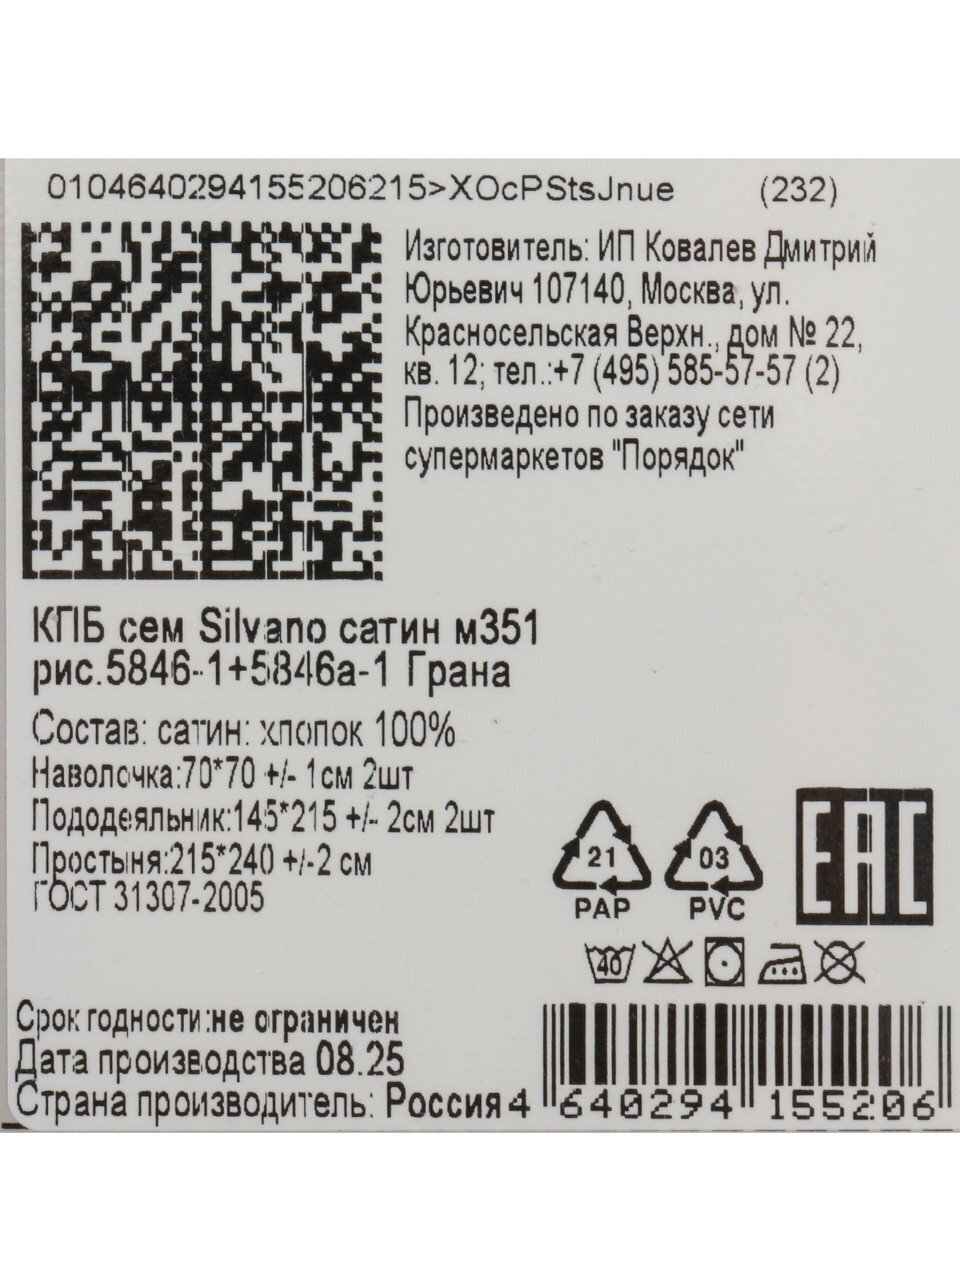 0104640294155206215>XOcPStsJnue (232)
Изготовитель: ИП Ковалев Дмитрий
Юрьевич 107140, Москва, ул.
Красносельская Верхн., дом № 22,
кв. 12; тел.:+7 (495) 585-57-57 (2)
Произведено по заказу сети
супермаркетов "Порядок"
КПБ сем Silvano сатин м351
рис.5846-1+5846а-1 Грана
Состав: сатин: хлопок 100%
Наволочка:70*70 +/- 1см 2шт
Пододеяльник:145*215 +/- 2см 2шт
Простыня:215*240 +/-2 см
ГОСТ 31307-2005
21
PAP
03
PVC
EAC
40
Срок годности:не ограничен
Дата производства 08.25
Страна производитель: Россия
4 640294 155206